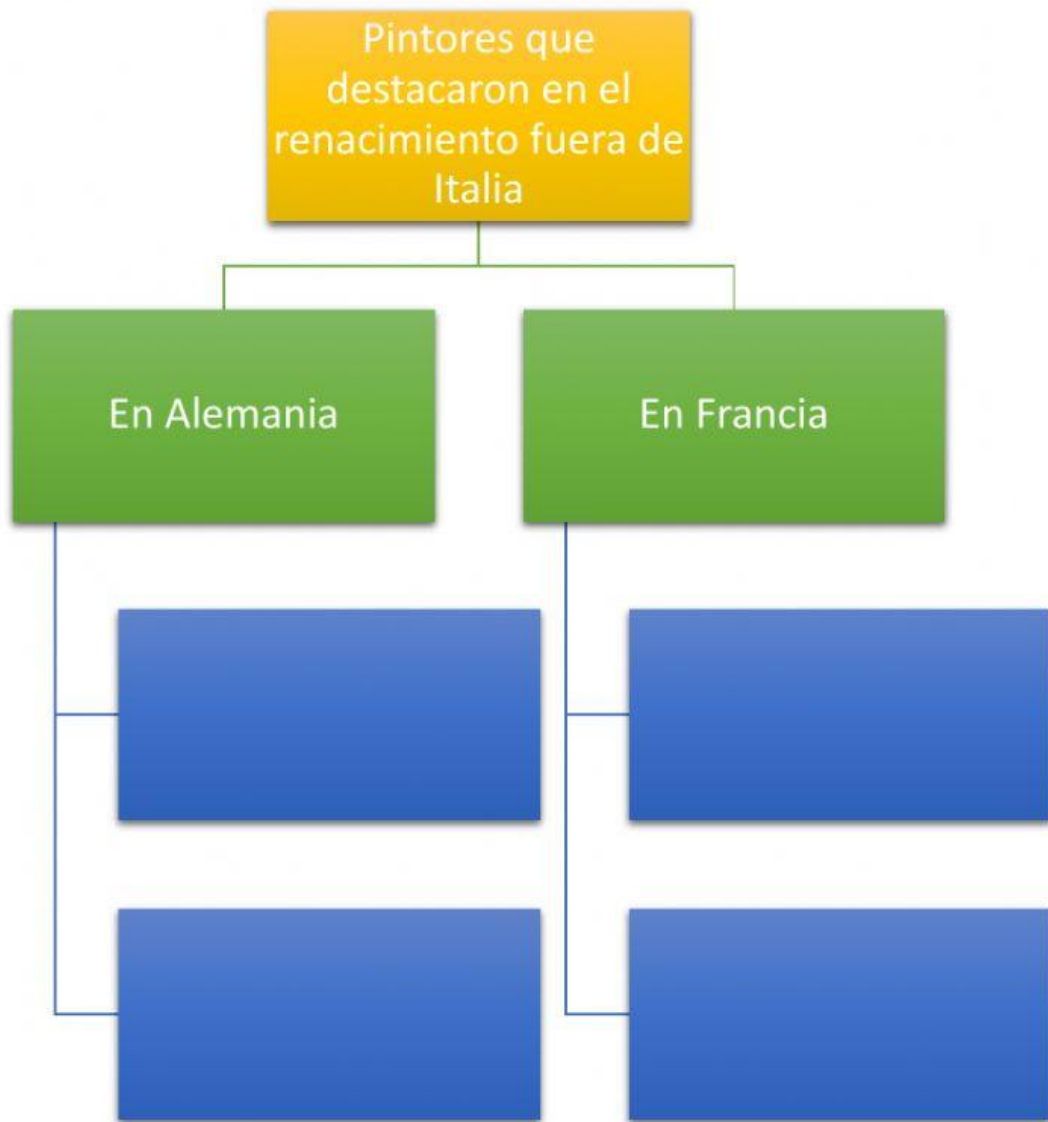 Pintores que
destacaron en el
renacimiento fuera de
Italia
En Alemania
En Francia